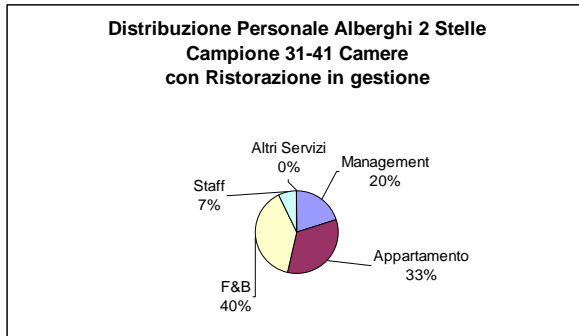 Distribuzione Personale Alberghi 2 Stelle
Campione 31-41 Camere
con Ristorazione in gestione
Altri Servizi
0%
Management
20%
Staff
7%
Appartamento
33%
F&B
40%